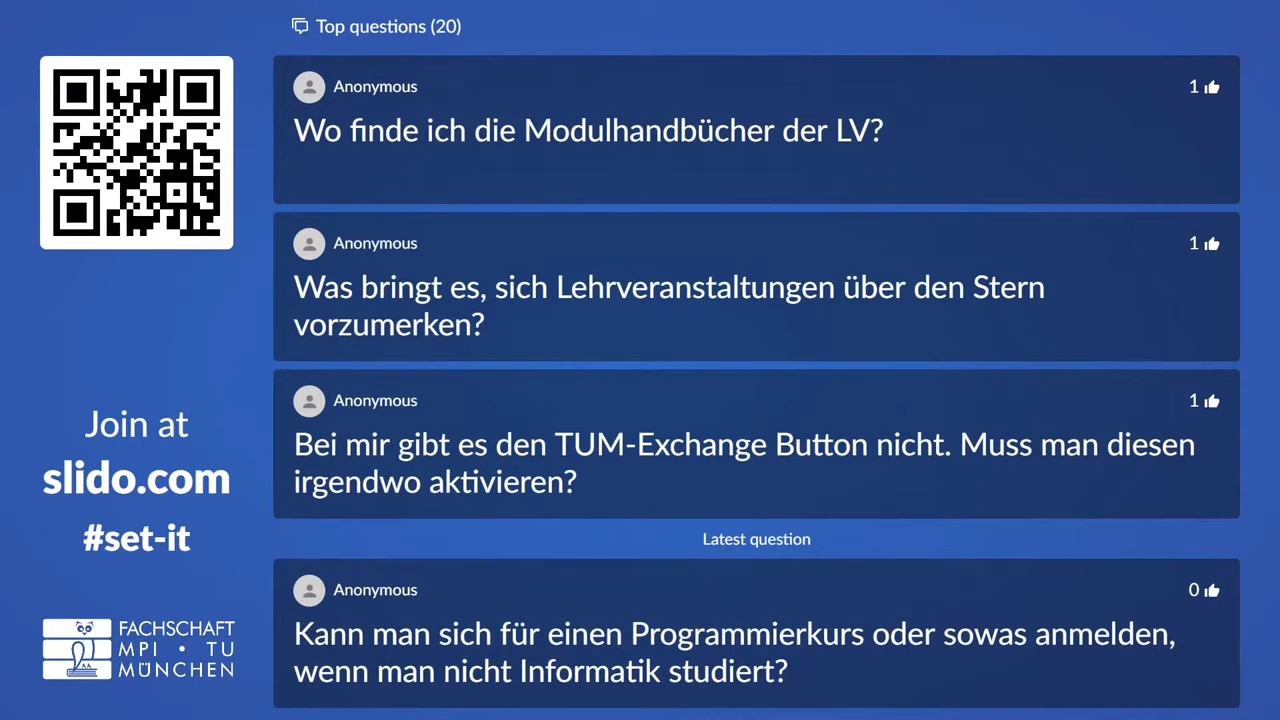 Top questions (20)
Anonymous
1
Wo finde ich die Modulhandbücher der LV?
Anonymous
1
Was bringt es, sich Lehrveranstaltungen über den Stern
vorzumerken?
Anonymous
1
Bei mir gibt es den TUM-Exchange Button nicht. Muss man diesen
irgendwo aktivieren?
Latest question
Anonymous
0
Kann man sich für einen Programmierkurs oder sowas anmelden,
wenn man nicht Informatik studiert?
Join at
slido.com
#set-it
FACHSCHAFT
MPI • TU
MÜNCHEN